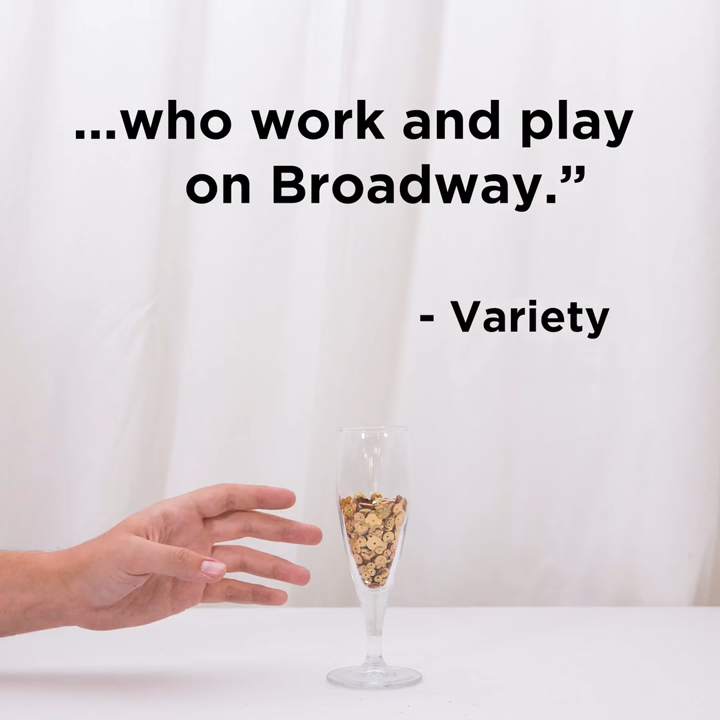 ...who work and play
on Broadway.”
- Variety